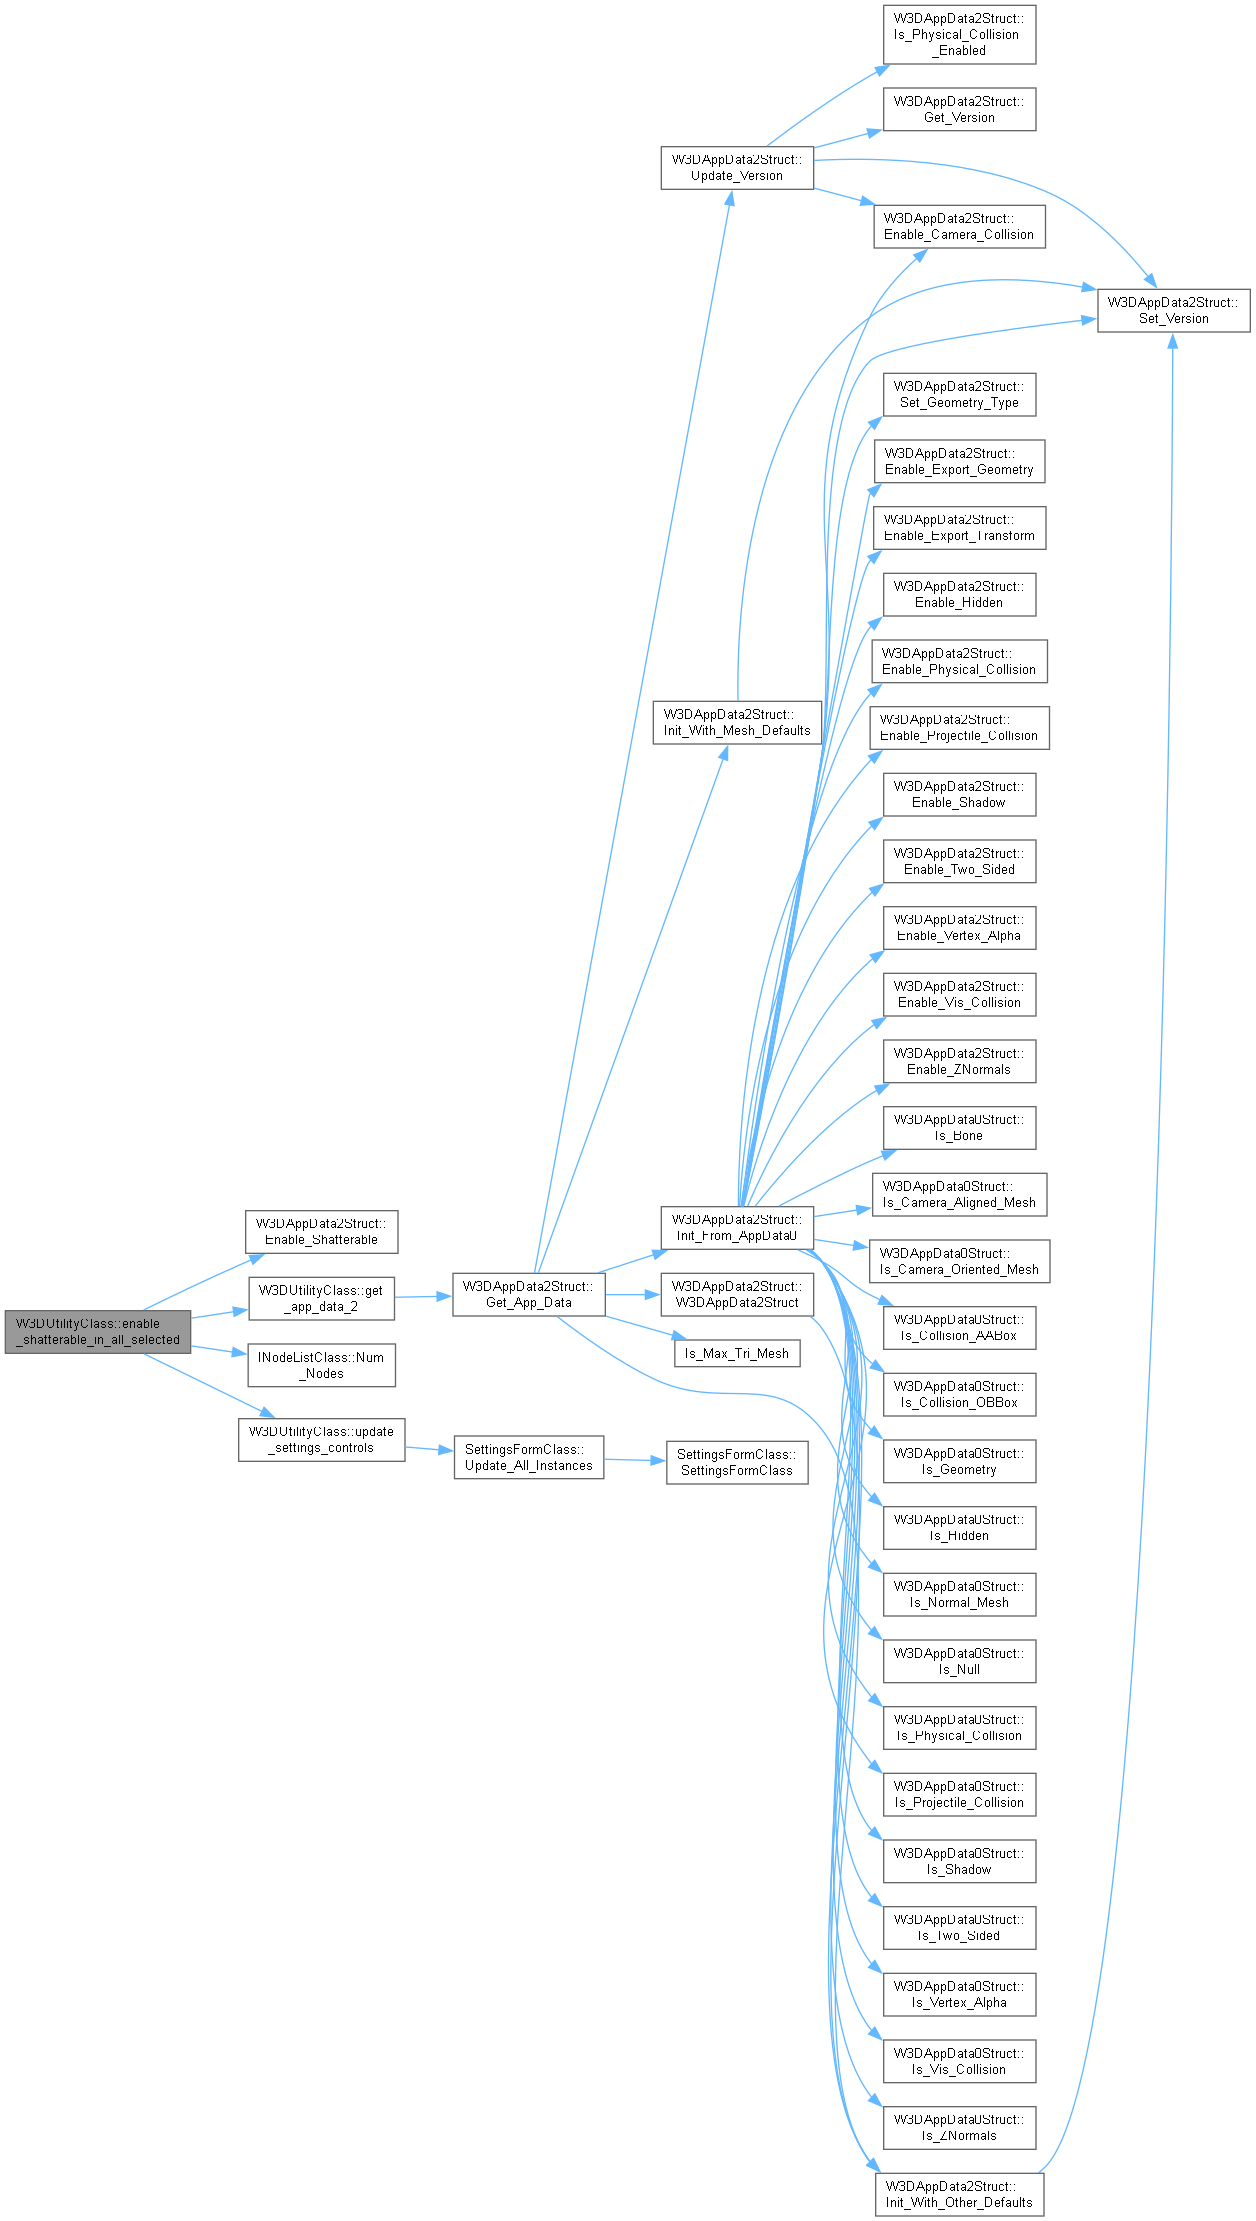 W3DAppData2Struct::
Is_Physical_Collision
_Enabled
W3DAppData2Struct::
Get_Version
W3DAppData2Struct::
Update_Version
W3DAppData2Struct::
Enable_Camera_Collision
W3DAppData2Struct::
Set_Version
W3DAppData2Struct::
Set_Geometry_Type
W3DAppData2Struct::
Enable_Export_Geometry
W3DAppData2Struct::
Enable_Export_Transform
W3DAppData2Struct::
Enable_Hidden
W3DAppData2Struct::
Enable_Physical_Collision
W3DAppData2Struct::
Init_With_Mesh_Defaults
W3DAppData2Struct::
Enable_Projectile_Collision
W3DAppData2Struct::
Enable_Shadow
W3DAppData2Struct::
Enable_Two_Sided
W3DAppData2Struct::
Enable_Vertex_Alpha
W3DAppData2Struct::
Enable_Vis_Collision
W3DAppData2Struct::
Enable_ZNormals
W3DAppData0Struct::
Is_Bone
W3DAppData0Struct::
Is_Camera_Aligned_Mesh
W3DAppData2Struct::
Init_From_AppData0
W3DAppData2Struct::
Enable_Shatterable
W3DAppData0Struct::
Is_Camera_Oriented_Mesh
W3DUtilityClass::get
_app_data_2
W3DAppData2Struct::
Get_App_Data
W3DAppData2Struct::
W3DAppData2Struct
W3DUtilityClass::enable
_shatterable_in_all_selected
W3DAppData0Struct::
Is_Collision_AABox
Is_Max_Tri_Mesh
INodeListClass::Num
_Nodes
W3DAppData0Struct::
Is_Collision_OBBox
W3DUtilityClass::update
_settings_controls
SettingsFormClass::
Update_All_Instances
SettingsFormClass::
SettingsFormClass
W3DAppData0Struct::
Is_Geometry
W3DAppData0Struct::
Is_Hidden
W3DAppData0Struct::
Is_Normal_Mesh
W3DAppData0Struct::
Is_Null
W3DAppData0Struct::
Is_Physical_Collision
W3DAppData0Struct::
Is_Projectile_Collision
W3DAppData0Struct::
Is_Shadow
W3DAppData0Struct::
Is_Two_Sided
W3DAppData0Struct::
Is_Vertex_Alpha
W3DAppData0Struct::
Is_Vis_Collision
W3DAppData0Struct::
Is_ZNormals
W3DAppData2Struct::
Init_With_Other_Defaults